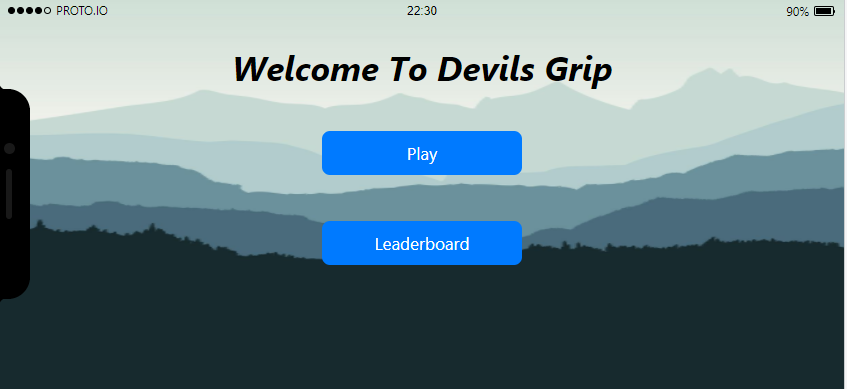 PROTO.IO 22:30 90%
Welcome To Devils Grip
Play
Leaderboard